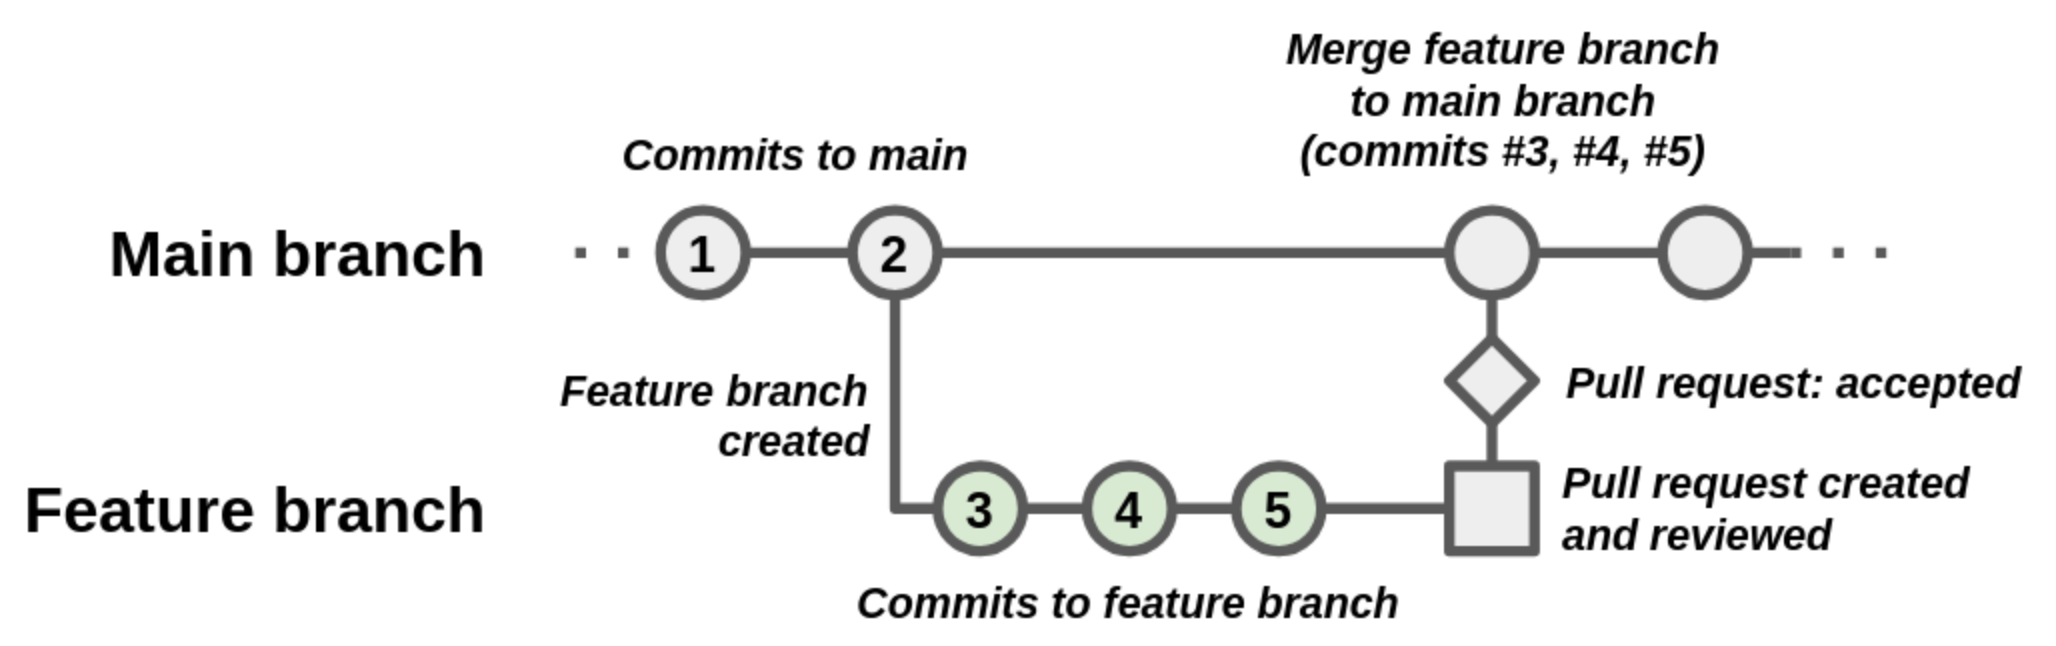 Merge feature branch
to main branch
(commits #3, #4, #5)
Commits to main
Main branch
1
2
Feature branch
created
Pull request: accepted
Feature branch
3
4
5
Pull request created
and reviewed
Commits to feature branch